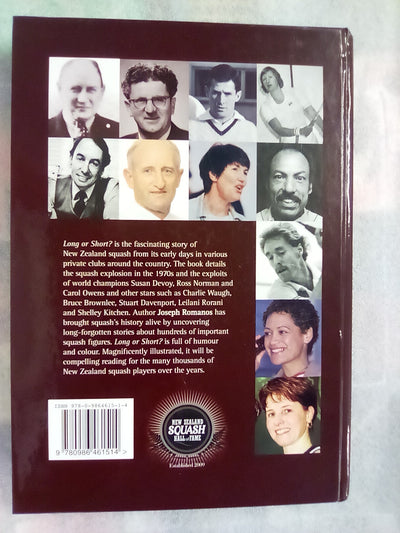 Long or Short? is the fascinating story of
New Zealand squash from its early days in various
private clubs around the country. The book details
the squash explosion in the 1970s and the exploits
of world champions Susan Devoy, Ross Norman and
Carol Owens and other stars such as Charlie Waugh,
Bruce Brownlee, Stuart Davenport, Leilani Rorani
and Shelley Kitchen. Author Joseph Romanos has
brought squash's history alive by uncovering
long-forgotten stories about hundreds of important
squash figures. Long or Short? is full of humour
and colour. Magnificently illustrated, it will be
compelling reading for the many thousands of
New Zealand squash players over the years.
ISBN 978-0-9864615-1-4
9 780986 461514 >
NEW ZEALAND
SQUASH
HALL OF FAME
Established 2009